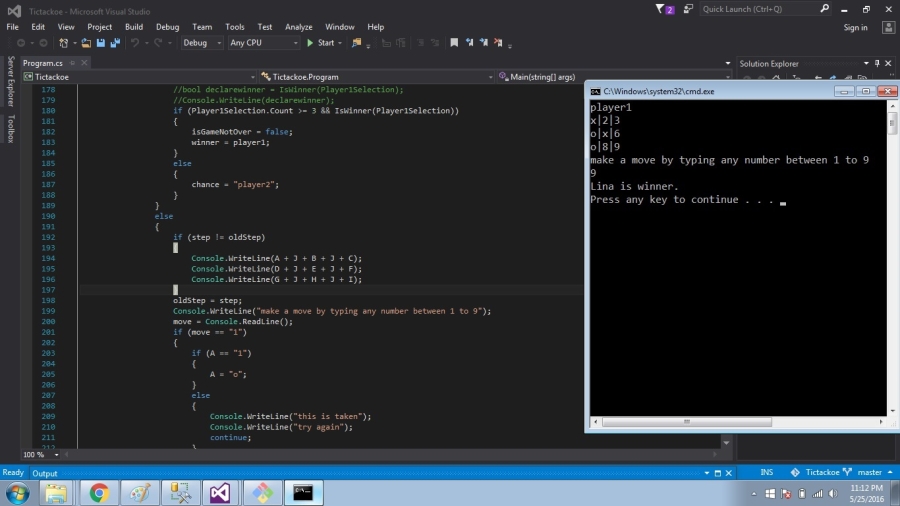 Tictackoe - Microsoft Visual Studio
2
Quick Launch (Ctrl+Q)
File Edit View Project Build Debug Team Tools Test Analyze Window Help
Sign in
Debug Any CPU Start
Server Explorer
Toolbox
Program.cs
Solution Explorer
Tictackoe Tictackoe.Program Main(string[] args)
178 //bool declarewinner = IsWinner(Player1Selection);
179 //Console.WriteLine(declarewinner);
180 if (Player1Selection.Count >= 3 && IsWinner(Player1Selection))
181 {
182 isGameNotOver = false;
183 winner = player1;
184 }
185 else
186 {
187 chance = "player2";
188 }
189 }
190 else
191 {
192 if (step != oldStep)
193 {
194 Console.WriteLine(A + J + B + J + C);
195 Console.WriteLine(D + J + E + J + F);
196 Console.WriteLine(G + J + H + J + I);
197 }
198 oldStep = step;
199 Console.WriteLine("make a move by typing any number between 1 to 9");
200 move = Console.ReadLine();
201 if (move == "1")
202 {
203 if (A == "1")
204 {
205 A = "o";
206 }
207 else
208 {
209 Console.WriteLine("this is taken");
210 Console.WriteLine("try again");
211 continue;
212 }
C:\Windows\system32\cmd.exe
player1
x|2|3
o|x|6
o|8|9
make a move by typing any number between 1 to 9
9
Lina is winner.
Press any key to continue . . .
100 %
Ready Output INS Tictackoe master
11:12 PM
5/25/2016